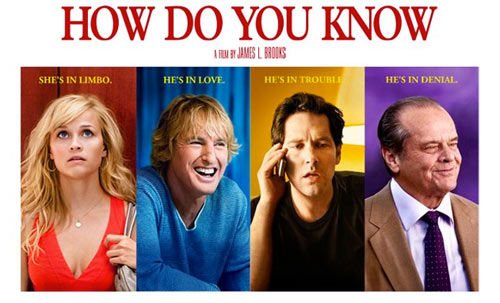 HOW DO YOU KNOW
A FILM BY JAMES L. BROOKS
SHE'S IN LIMBO.
HE'S IN LOVE.
HE'S IN TROUBLE
HE'S IN DENIAL.